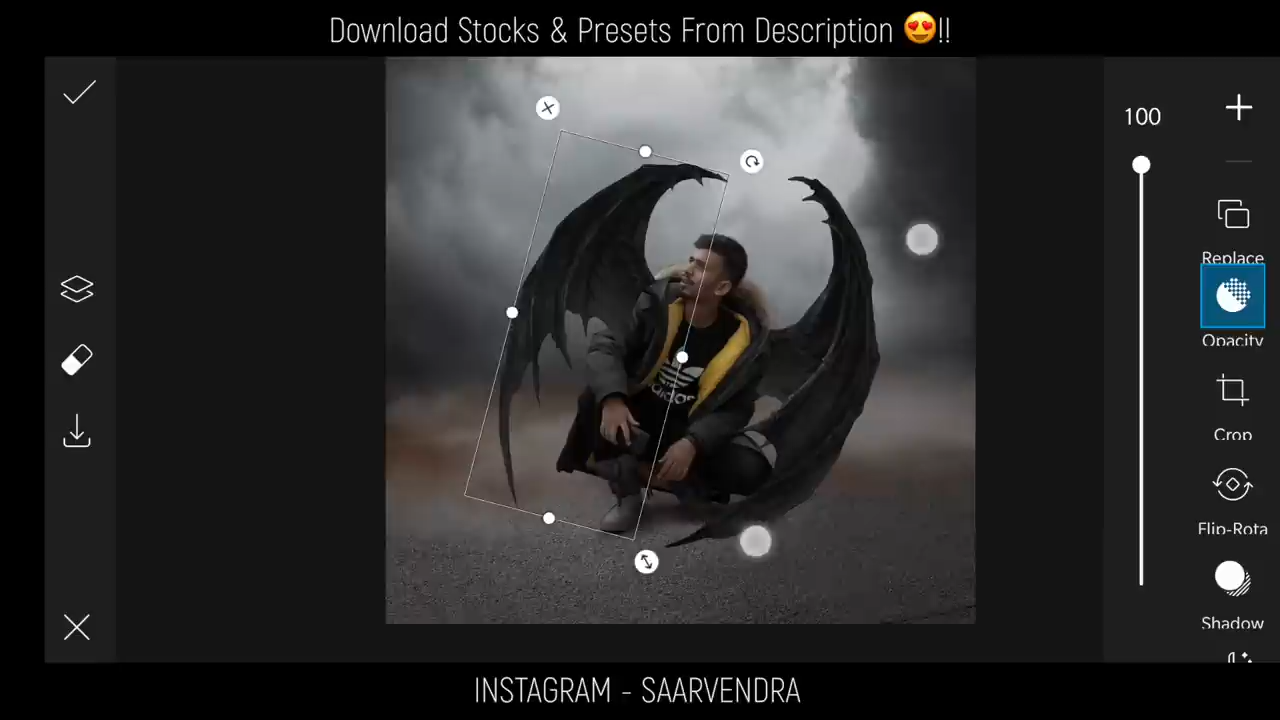 Download Stocks & Presets From Description 😍!!
100
Replace
Opacity
adidas
Crop
Flip-Rota
Shadow
INSTAGRAM - SAARVENDRA